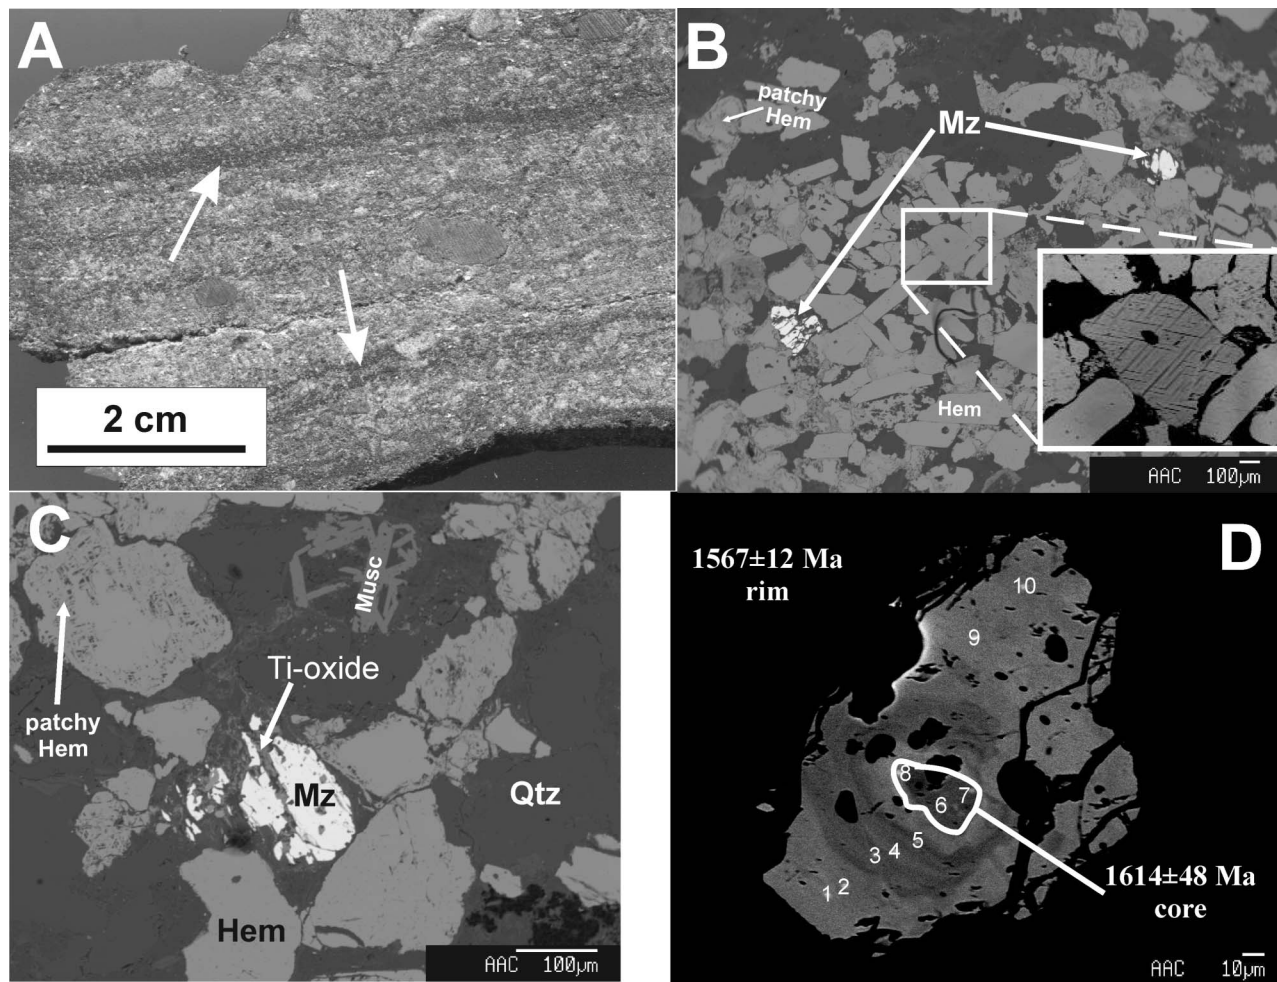 A
2 cm
B
patchy
Hem
Mz
Hem
AAC 100µm
C
Musc
Ti-oxide
patchy
Hem
Mz
Qtz
Hem
AAC 100µm
D
1567±12 Ma
rim
10
9
8
7
6
5
4
3
2
1
1614±48 Ma
core
AAC 10µm